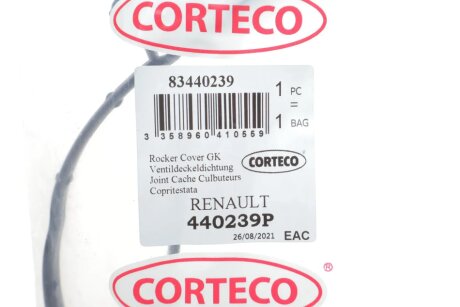 CORTECO
®
83440239
1 PC
=
1 BAG
3 358960 410559
Rocker Cover GK
Ventildeckeldichtung
Joint Cache Culbuteurs
Copritestata
CORTECO
RENAULT
440239P
26/08/2021 EAC
®
CORTECO